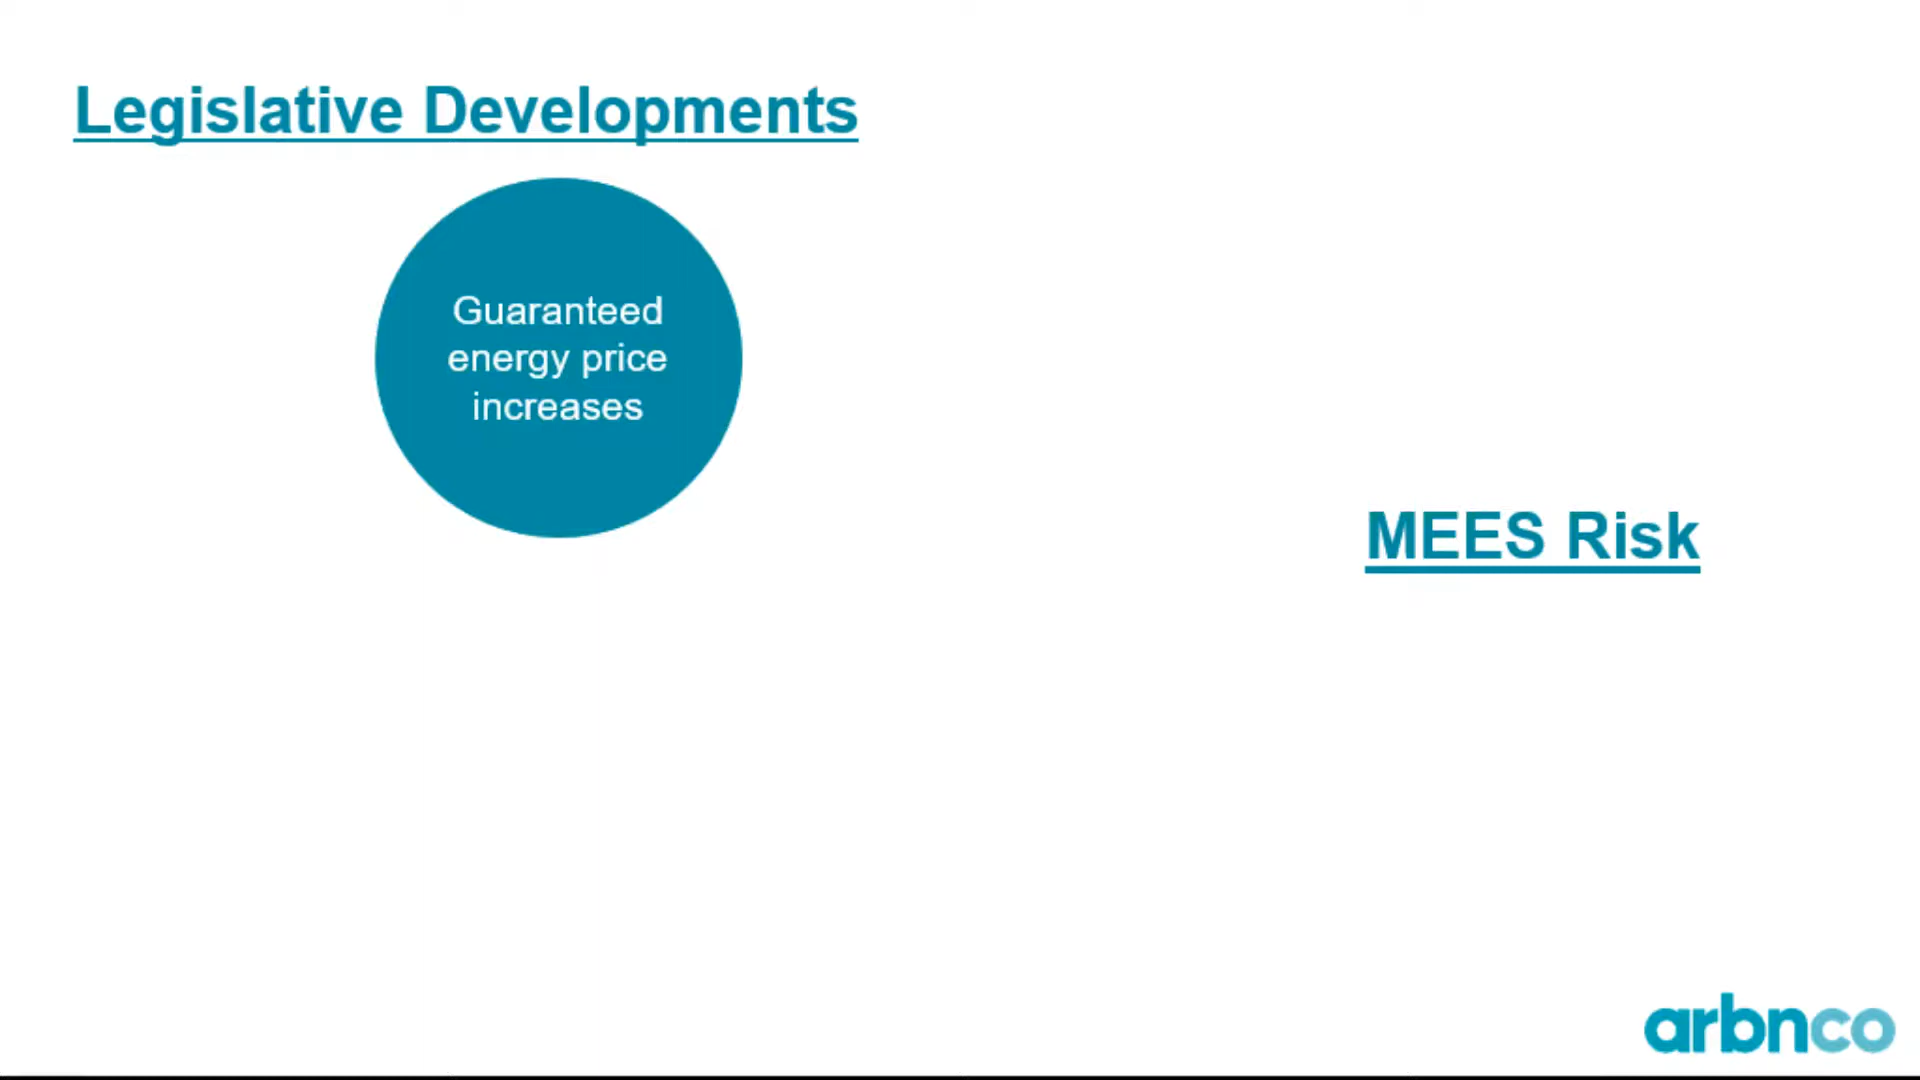 Legislative Developments
Guaranteed
energy price
increases
MEES Risk
arbnco